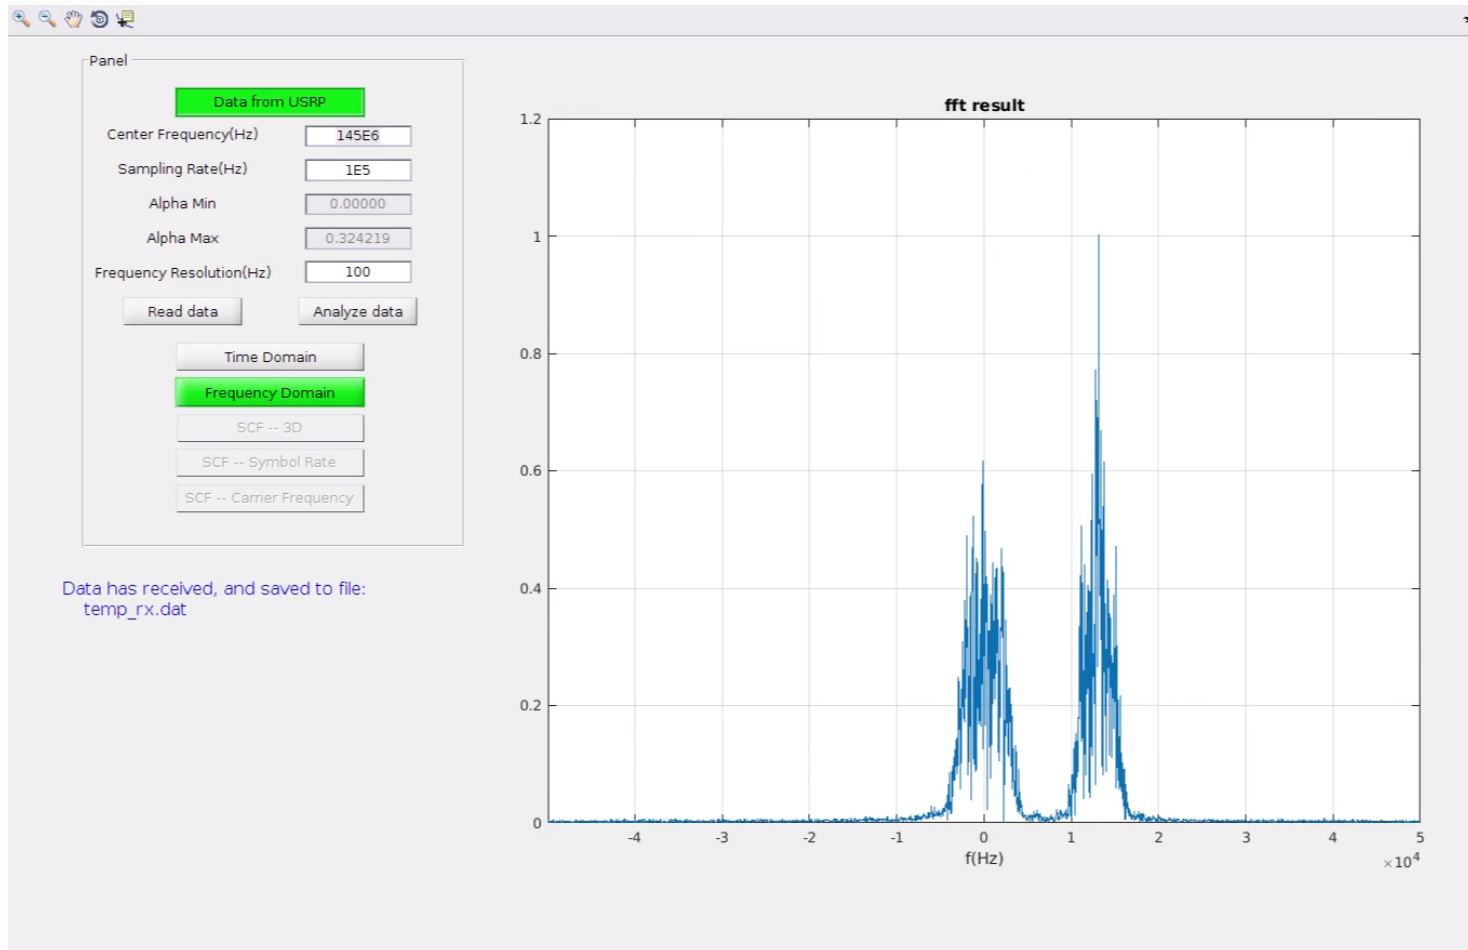 Panel
Data from USRP
Center Frequency(Hz) 145E6
Sampling Rate(Hz) 1E5
Alpha Min 0.00000
Alpha Max 0.324219
Frequency Resolution(Hz) 100
Read data Analyze data
Time Domain
Frequency Domain
SCF -- 3D
SCF -- Symbol Rate
SCF -- Carrier Frequency
Data has received, and saved to file:
temp_rx.dat
fft result
1.2
1
0.8
0.6
0.4
0.2
0
-4 -3 -2 -1 0 1 2 3 4 5
f(Hz)
×10⁴